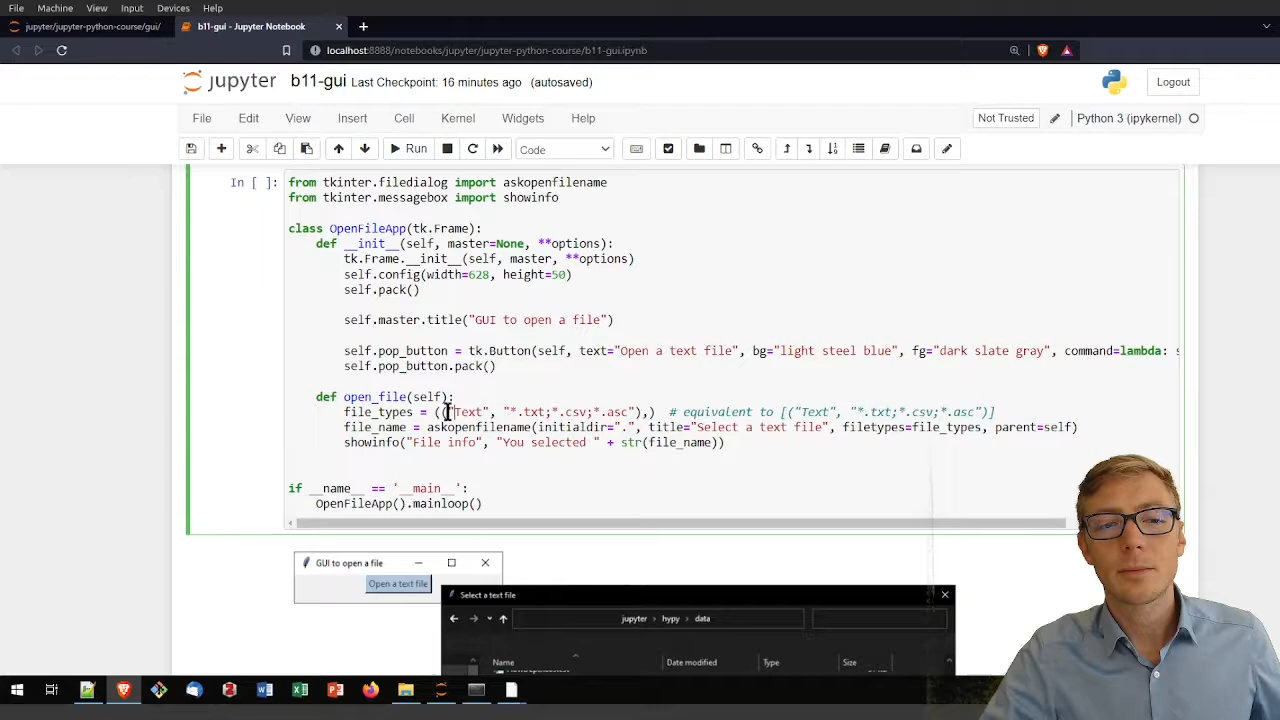 File Machine View Input Devices Help
jupyter/jupyter-python-course/gui/
b11-gui - Jupyter Notebook
localhost:8888/notebooks/jupyter/jupyter-python-course/b11-gui.ipynb
jupyter b11-gui Last Checkpoint: 16 minutes ago (autosaved)
Logout
File Edit View Insert Cell Kernel Widgets Help
Not Trusted
Python 3 (ipykernel)
Run
Code
In [ ]:
from tkinter.filedialog import askopenfilename
from tkinter.messagebox import showinfo
class OpenFileApp(tk.Frame):
def __init__(self, master=None, **options):
tk.Frame.__init__(self, master, **options)
self.config(width=628, height=50)
self.pack()
self.master.title("GUI to open a file")
self.pop_button = tk.Button(self, text="Open a text file", bg="light steel blue", fg="dark slate gray", command=lambda: s
self.pop_button.pack()
def open_file(self):
file_types = (("Text", "*.txt;*.csv;*.asc"),) # equivalent to [("Text", "*.txt;*.csv;*.asc")]
file_name = askopenfilename(initialdir=".", title="Select a text file", filetypes=file_types, parent=self)
showinfo("File info", "You selected " + str(file_name))
if __name__ == '__main__':
OpenFileApp().mainloop()
GUI to open a file
Open a text file
Select a text file
jupyter › hypy › data
Name Date modified Type Size